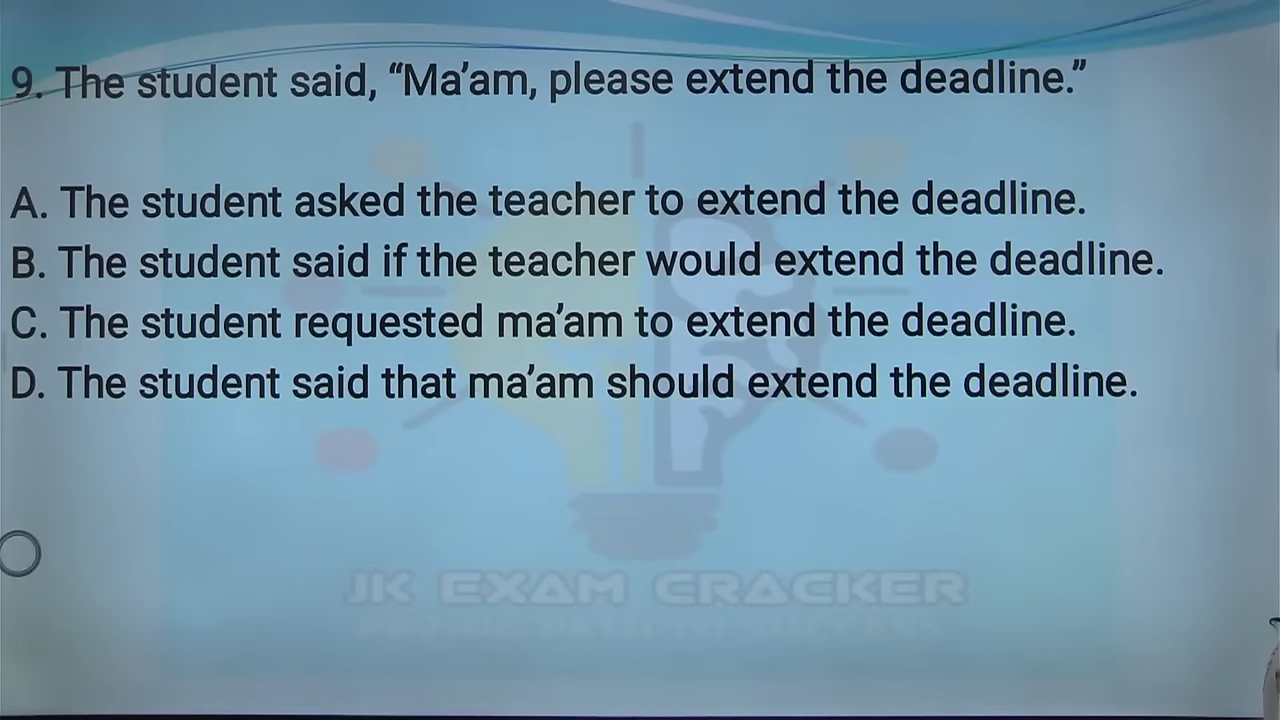 9. The student said, “Ma’am, please extend the deadline.”
A. The student asked the teacher to extend the deadline.
B. The student said if the teacher would extend the deadline.
C. The student requested ma’am to extend the deadline.
D. The student said that ma’am should extend the deadline.
JK EXAM CRACKER